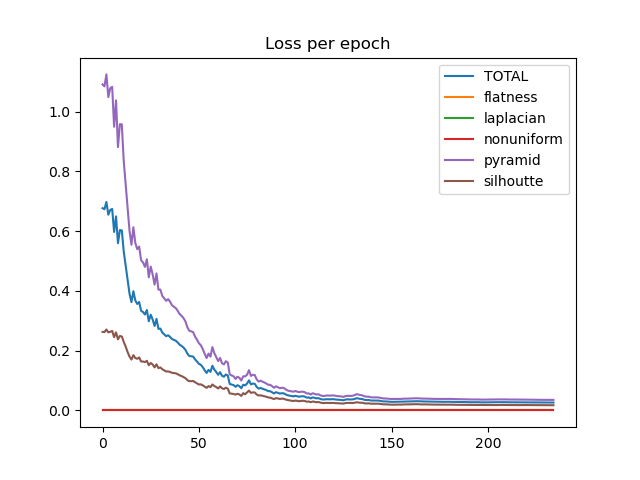 Loss per epoch
TOTAL
flatness
laplacian
nonuniform
pyramid
silhoutte
1.0
0.8
0.6
0.4
0.2
0.0
0 50 100 150 200